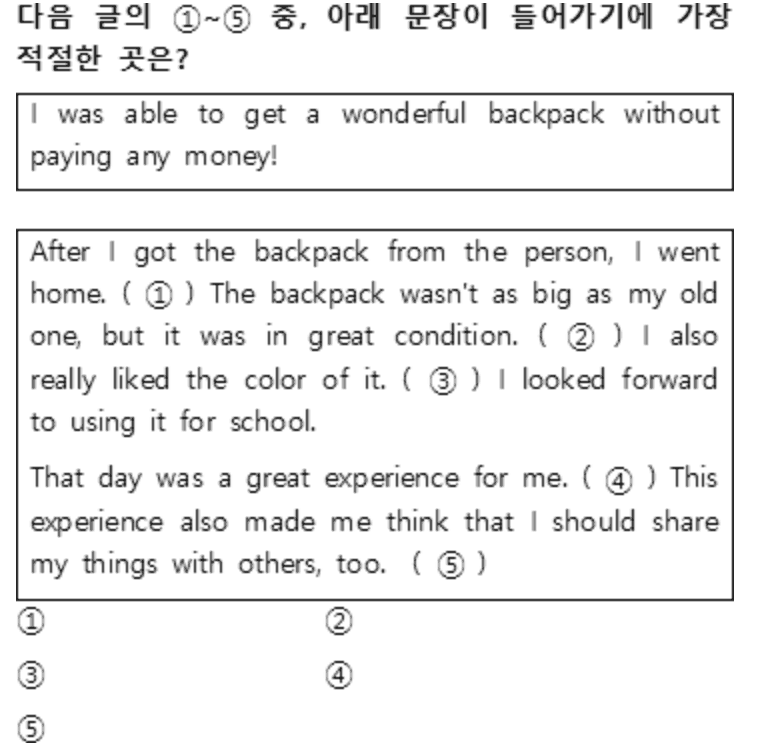 다음 글의 ①~⑤ 중, 아래 문장이 들어가기에 가장
적절한 곳은?
I was able to get a wonderful backpack without
paying any money!
After I got the backpack from the person, I went
home. ( ① ) The backpack wasn't as big as my old
one, but it was in great condition. ( ② ) I also
really liked the color of it. ( ③ ) I looked forward
to using it for school.
That day was a great experience for me. ( ④ ) This
experience also made me think that I should share
my things with others, too. ( ⑤ )
① ②
③ ④
⑤